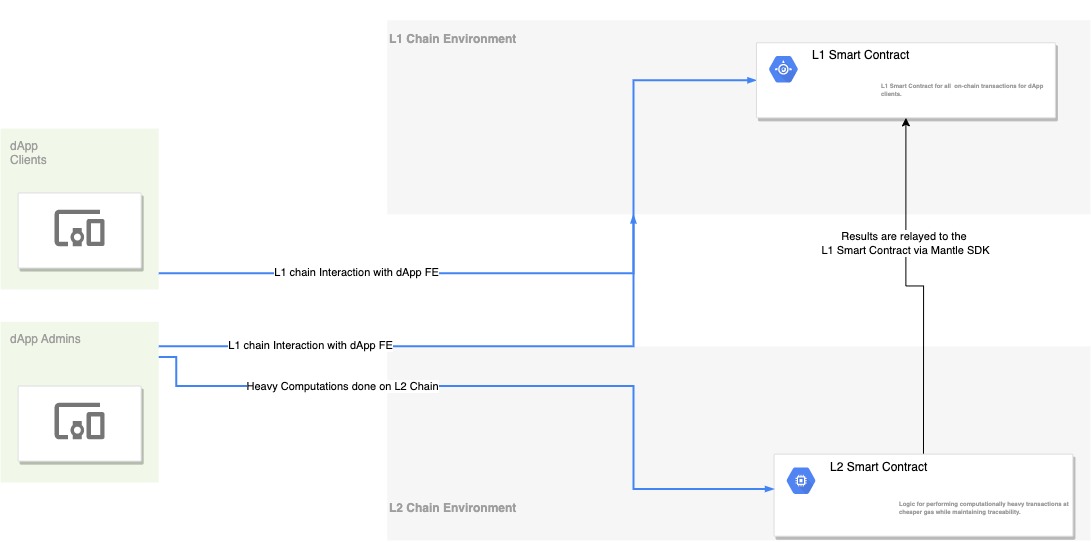 L1 Chain Environment
L1 Smart Contract
L1 Smart Contract for all on-chain transactions for dApp
clients.
dApp
Clients
Results are relayed to the
L1 Smart Contract via Mantle SDK
L1 chain Interaction with dApp FE
dApp Admins
L1 chain Interaction with dApp FE
Heavy Computations done on L2 Chain
L2 Smart Contract
Logic for performing computationally heavy transactions at
cheaper gas while maintaining traceability.
L2 Chain Environment